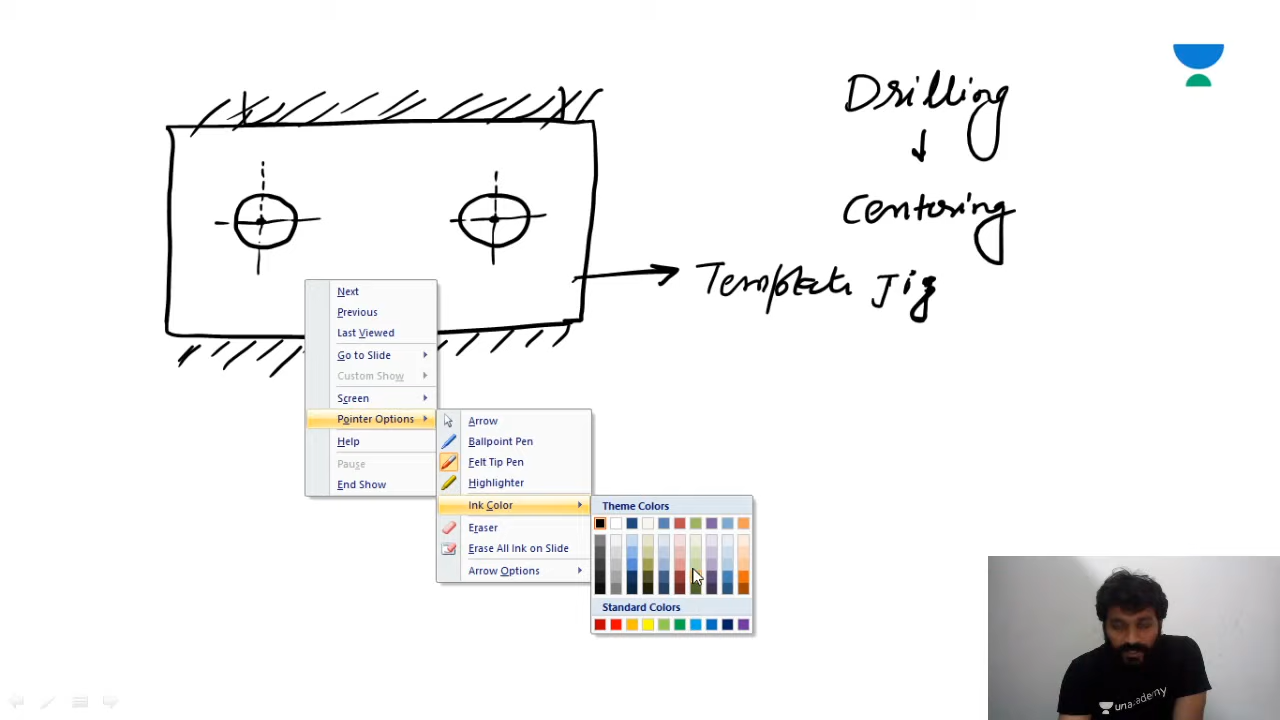 Drilling
Centering
Template Jig
Next
Previous
Last Viewed
Go to Slide
Custom Show
Screen
Pointer Options
Help
Pause
End Show
Arrow
Ballpoint Pen
Felt Tip Pen
Highlighter
Ink Color
Eraser
Erase All Ink on Slide
Arrow Options
Theme Colors
Standard Colors
unacademy